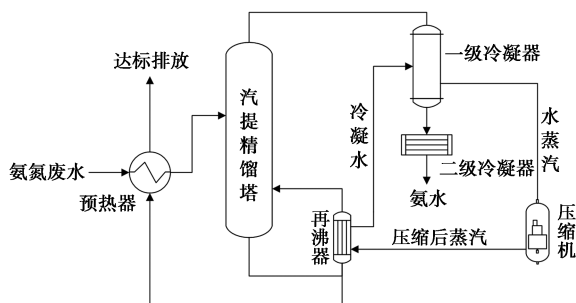 达标排放
氨氮废水
预热器
汽提精馏塔
冷凝水
一级冷凝器
二级冷凝器
氨水
水蒸汽
再沸器
压缩后蒸汽
压缩机